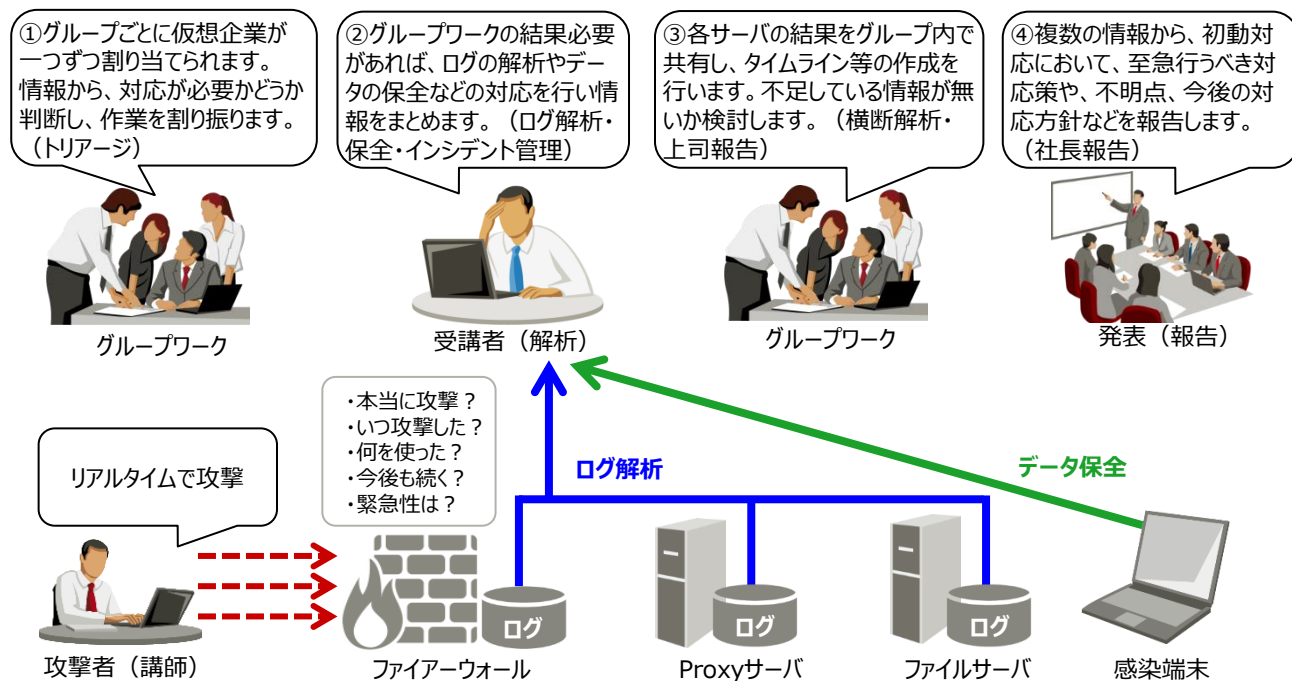 ①グループごとに仮想企業が
一つずつ割り当てられます。
情報から、対応が必要かどうか
判断し、作業を割り振ります。
（トリアージ）
②グループワークの結果必要
があれば、ログの解析やデー
タの保全などの対応を行い情
報をまとめます。（ログ解析・
保全・インシデント管理）
③各サーバの結果をグループ内で
共有し、タイムライン等の作成を
行います。不足している情報が無
いか検討します。（横断解析・
上司報告）
④複数の情報から、初動対
応において、至急行うべき対
応策や、不明点、今後の対
応方針などを報告します。
（社長報告）
グループワーク
受講者（解析）
グループワーク
発表（報告）
・本当に攻撃？
・いつ攻撃した？
・何を使った？
・今後も続く？
・緊急性は？
リアルタイムで攻撃
ログ解析
データ保全
ログ
ログ
ログ
攻撃者（講師）
ファイアーウォール
Proxyサーバ
ファイルサーバ
感染端末